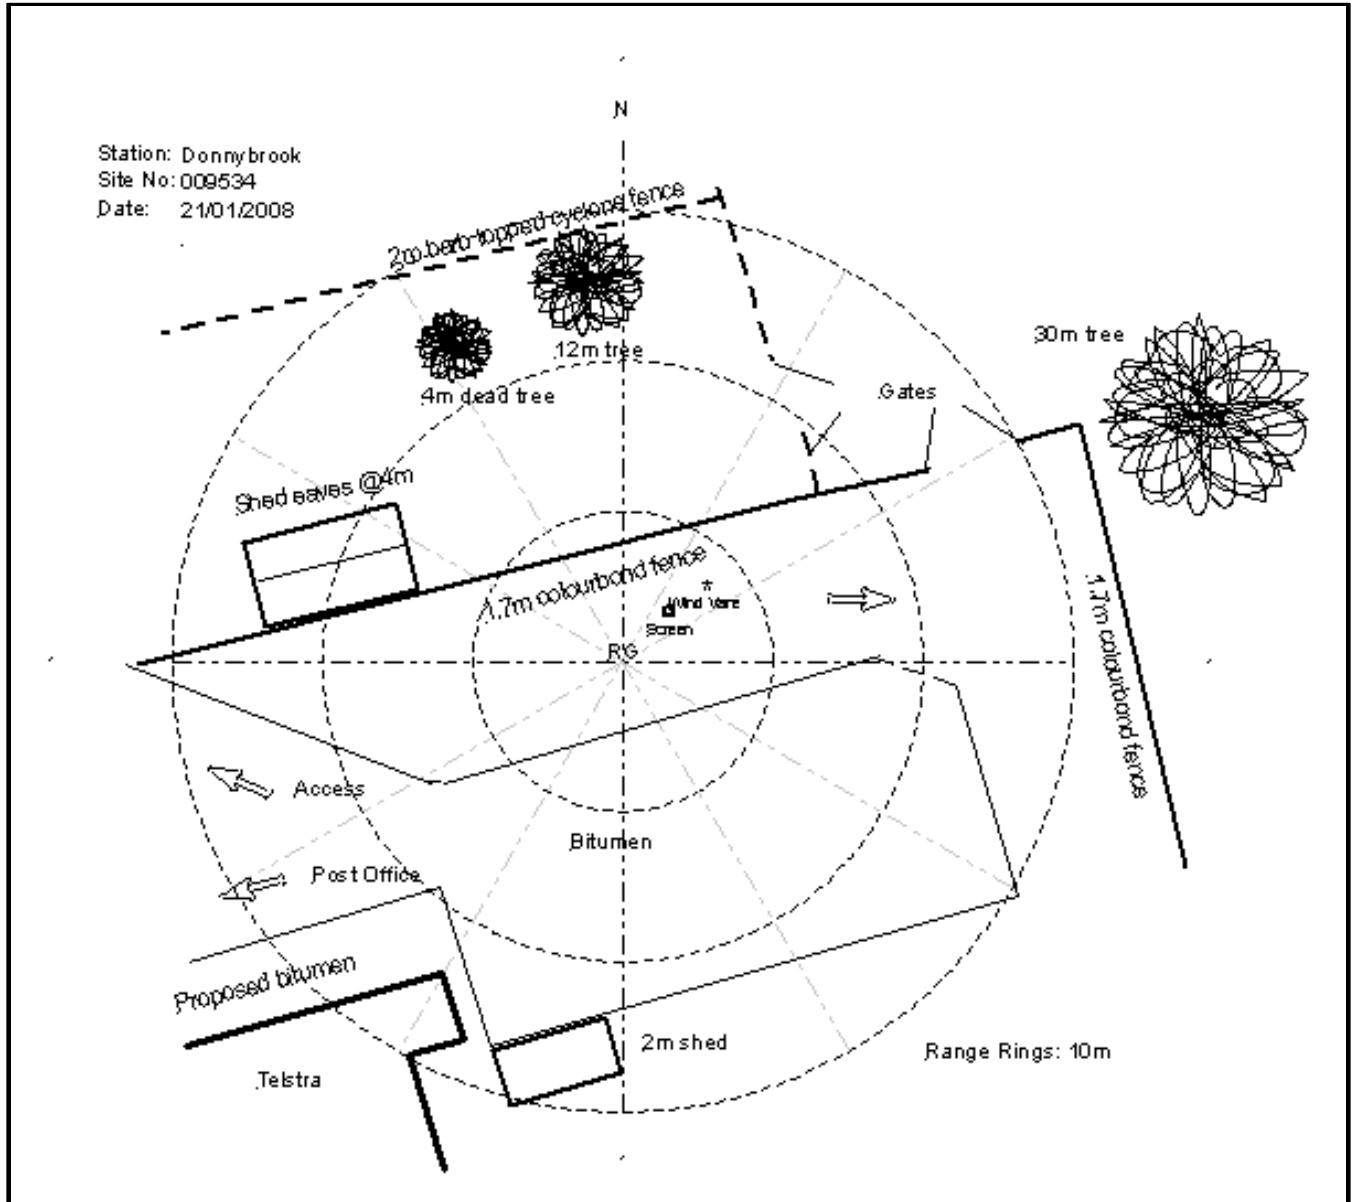 N
Station: Donnybrook
Site No: 009534
Date: 21/01/2008
2m barb topped cyclone fence
30m tree
12m tree
4m dead tree
Gates
Shed eaves @4m
1.7m colourbond fence
Wind Vane
Screen
RG
1.7m colourbond fence
Access
Bitumen
Post Office
Proposed bitumen
2m shed
Range Rings: 10m
Telstra